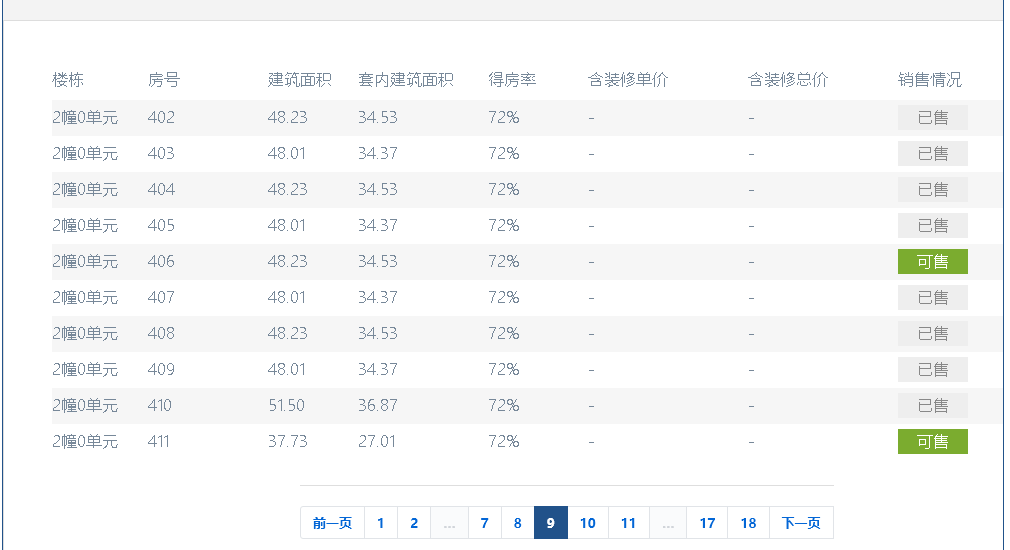 楼栋 房号 建筑面积 套内建筑面积 得房率 含装修单价 含装修总价 销售情况
2幢0单元 402 48.23 34.53 72% - - 已售
2幢0单元 403 48.01 34.37 72% - - 已售
2幢0单元 404 48.23 34.53 72% - - 已售
2幢0单元 405 48.01 34.37 72% - - 已售
2幢0单元 406 48.23 34.53 72% - - 可售
2幢0单元 407 48.01 34.37 72% - - 已售
2幢0单元 408 48.23 34.53 72% - - 已售
2幢0单元 409 48.01 34.37 72% - - 已售
2幢0单元 410 51.50 36.87 72% - - 已售
2幢0单元 411 37.73 27.01 72% - - 可售
前一页 1 2 ... 7 8 9 10 11 ... 17 18 下一页